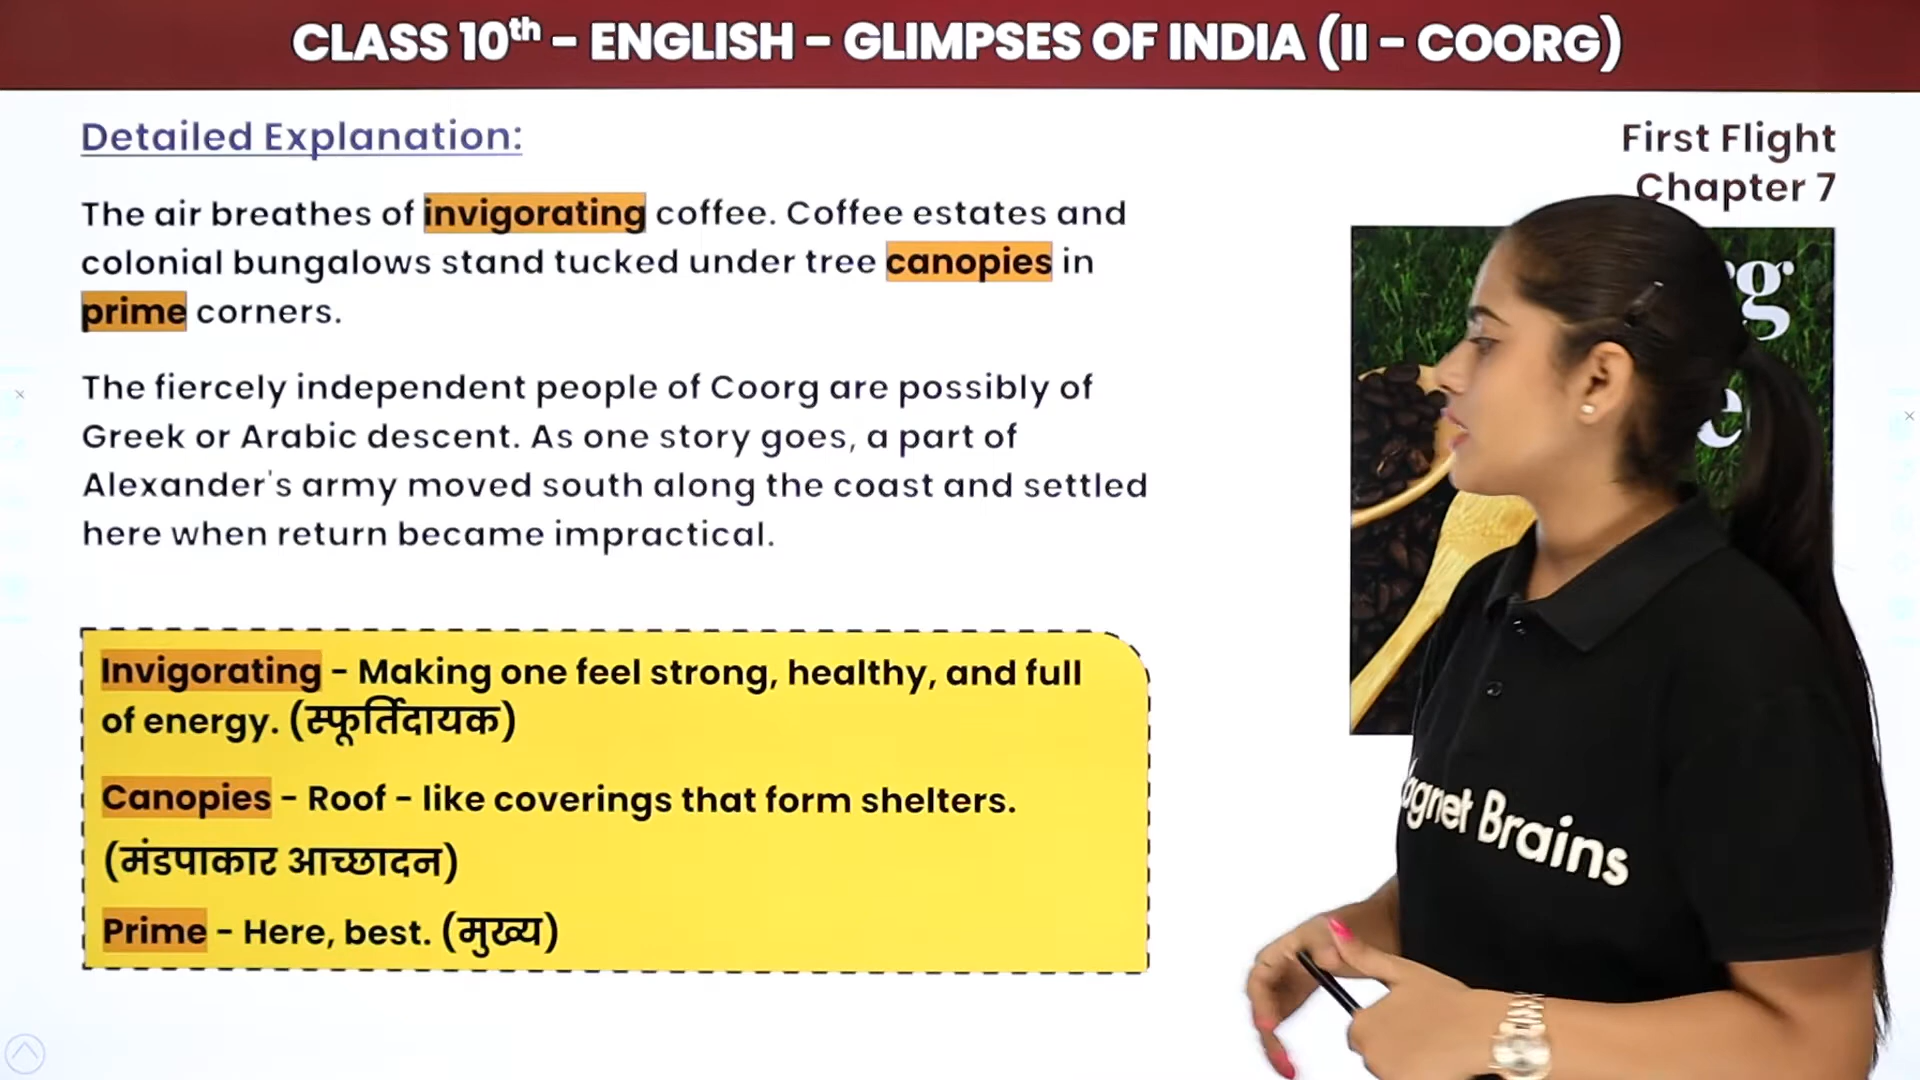 CLASS 10th – ENGLISH – GLIMPSES OF INDIA (II – COORG)
Detailed Explanation:
First Flight
Chapter 7
The air breathes of invigorating coffee. Coffee estates and
colonial bungalows stand tucked under tree canopies in
prime corners.
The fiercely independent people of Coorg are possibly of
Greek or Arabic descent. As one story goes, a part of
Alexander's army moved south along the coast and settled
here when return became impractical.
Invigorating – Making one feel strong, healthy, and full
of energy. (स्फूर्तिदायक)
Canopies – Roof – like coverings that form shelters.
(मंडपाकार आच्छादन)
Prime – Here, best. (मुख्य)
Brains